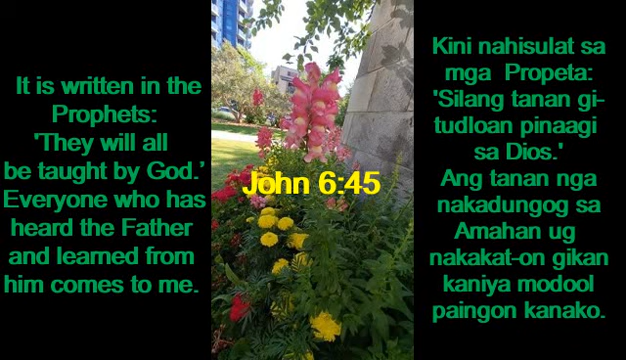 It is written in the
Prophets:
'They will all
be taught by God.'
Everyone who has
heard the Father
and learned from
him comes to me.
John 6:45
Kini nahisulat sa
mga Propeta:
'Silang tanan gi-
tudloan pinaagi
sa Dios.'
Ang tanan nga
nakadungog sa
Amahan ug
nakakat-on gikan
kaniya modool
paingon kanako.